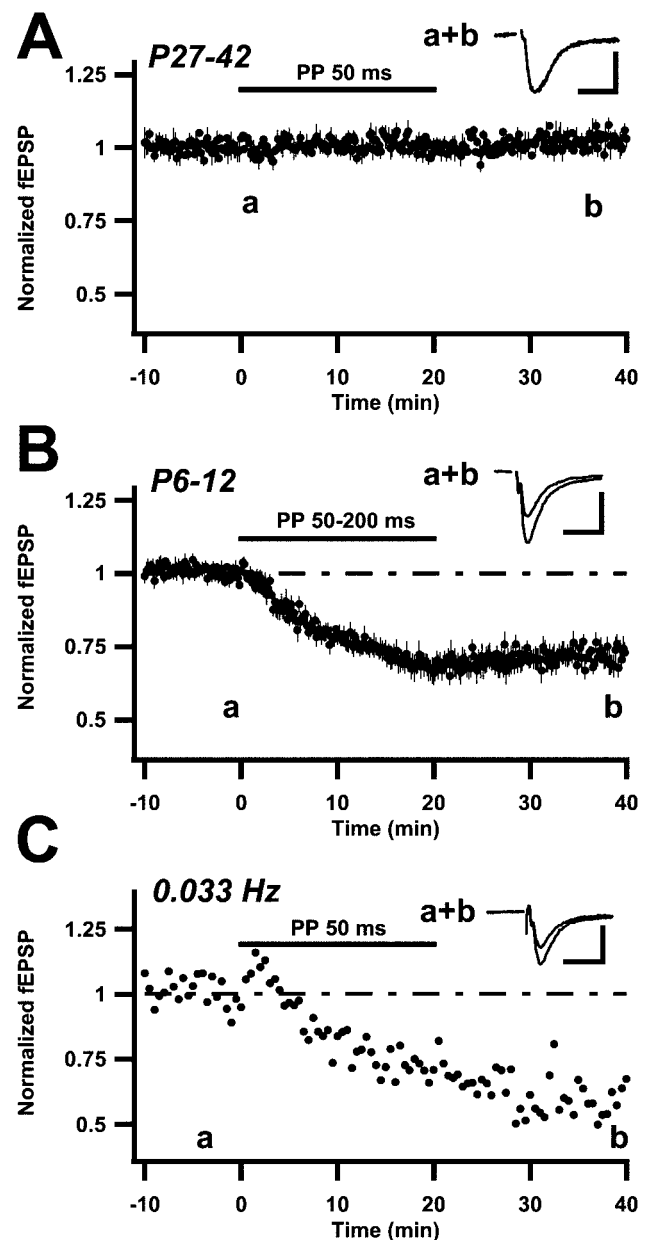 A
P27-42
a+b
PP 50 ms
1.25
1
0.75
0.5
Normalized fEPSP
a
b
-10 0 10 20 30 40
Time (min)
B
P6-12
a+b
PP 50-200 ms
1.25
1
0.75
0.5
Normalized fEPSP
a
b
-10 0 10 20 30 40
Time (min)
C
0.033 Hz
a+b
PP 50 ms
1.25
1
0.75
0.5
Normalized fEPSP
a
b
-10 0 10 20 30 40
Time (min)